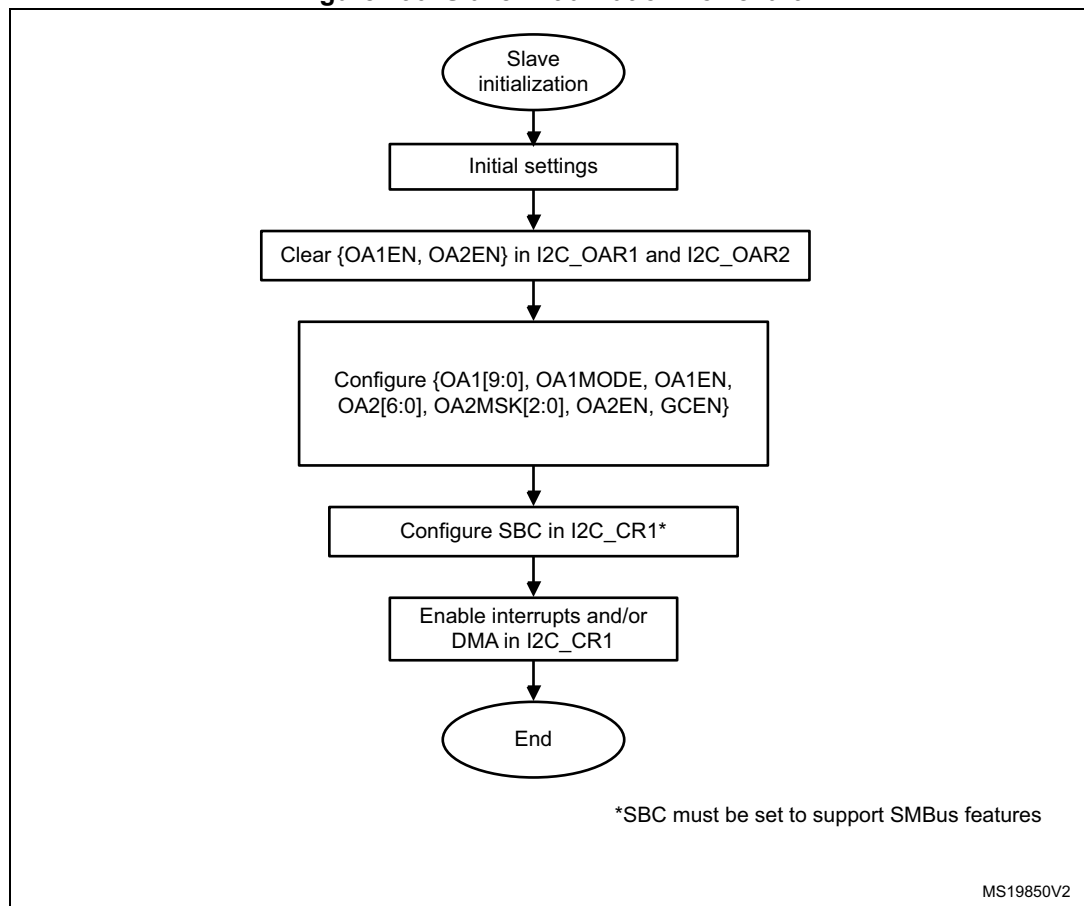 Slave
initialization
Initial settings
Clear {OA1EN, OA2EN} in I2C_OAR1 and I2C_OAR2
Configure {OA1[9:0], OA1MODE, OA1EN,
OA2[6:0], OA2MSK[2:0], OA2EN, GCEN}
Configure SBC in I2C_CR1*
Enable interrupts and/or
DMA in I2C_CR1
End
*SBC must be set to support SMBus features
MS19850V2